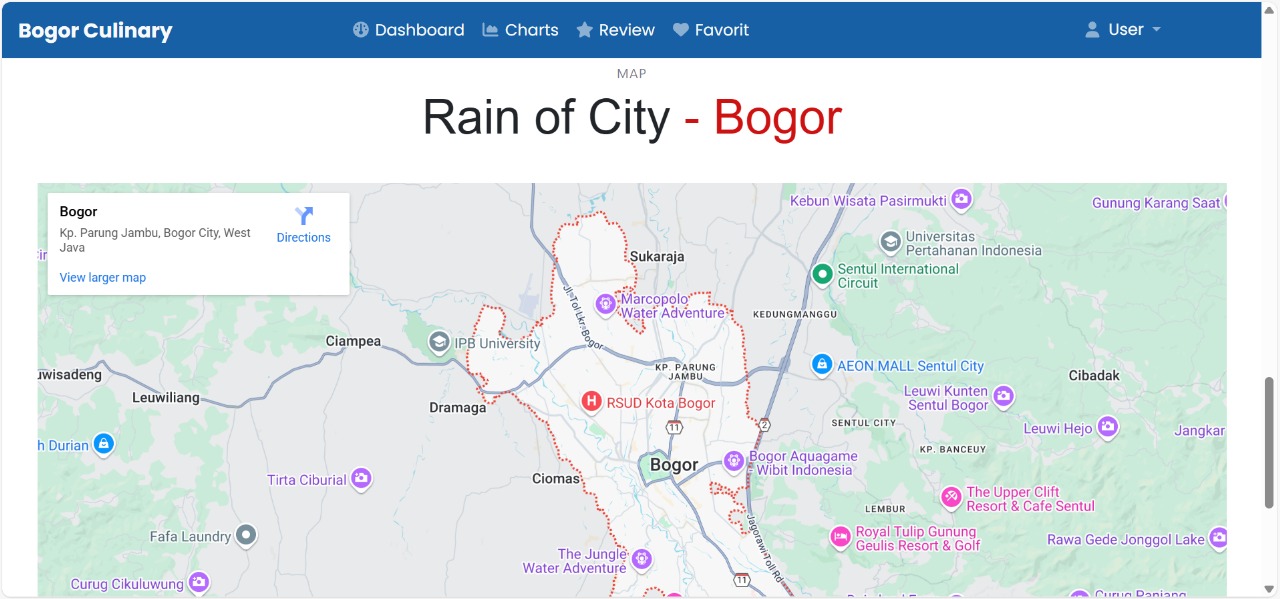 Bogor Culinary
Dashboard
Charts
Review
Favorit
User
MAP
Rain of City - Bogor
Bogor
Kp. Parung Jambu, Bogor City, West
Java
Directions
View larger map
Kebun Wisata Pasirmukti
Gunung Karang Saat
Universitas
Pertahanan Indonesia
Sukaraja
Sentul International
Circuit
Jl. Tol Lkr. Bogor
Marcopolo
Water Adventure
KEDUNGMANGGU
Ciampea
IPB University
KP. PARUNG
JAMBU
AEON MALL Sentul City
uwisadeng
Cibadak
Leuwiliang
Leuwi Kunten
Sentul Bogor
Dramaga
RSUD Kota Bogor
11
2
SENTUL CITY
Leuwi Hejo
Jangkar
h Durian
KP. BANCEUY
Bogor
Bogor Aquagame
Wibit Indonesia
Tirta Ciburial
Ciomas
The Upper Clift
Resort & Cafe Sentul
LEMBUR
Fafa Laundry
Jagorawi Toll Rd
Royal Tulip Gunung
Geulis Resort & Golf
Rawa Gede Jonggol Lake
The Jungle
Water Adventure
11
Curug Cikuluwung